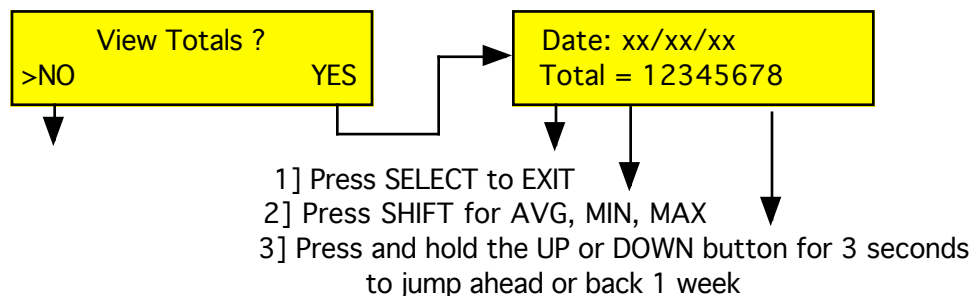 View Totals ?
>NO YES
Date: xx/xx/xx
Total = 12345678
1] Press SELECT to EXIT
2] Press SHIFT for AVG, MIN, MAX
3] Press and hold the UP or DOWN button for 3 seconds
to jump ahead or back 1 week